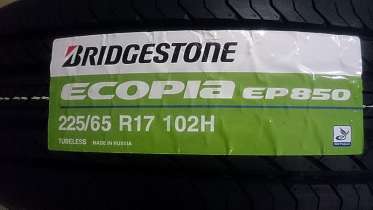 BRIDGESTONE
ECOPIA EP850
225/65 R17 102H
TUBELESS MADE IN RUSSIA